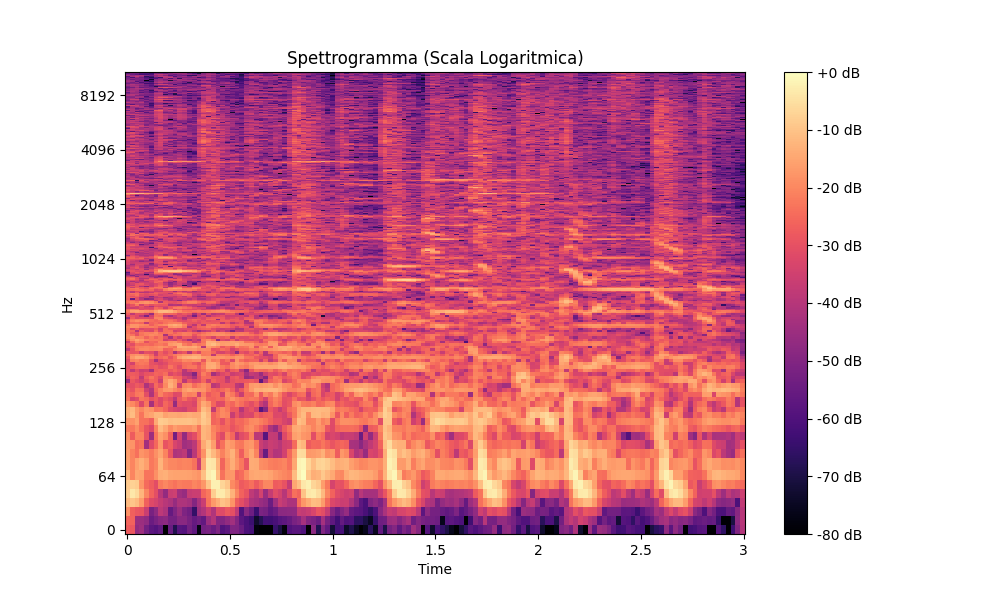 Spettrogramma (Scala Logaritmica)
Hz
8192
4096
2048
1024
512
256
128
64
0
0
0.5
1
1.5
2
2.5
3
Time
+0 dB
-10 dB
-20 dB
-30 dB
-40 dB
-50 dB
-60 dB
-70 dB
-80 dB